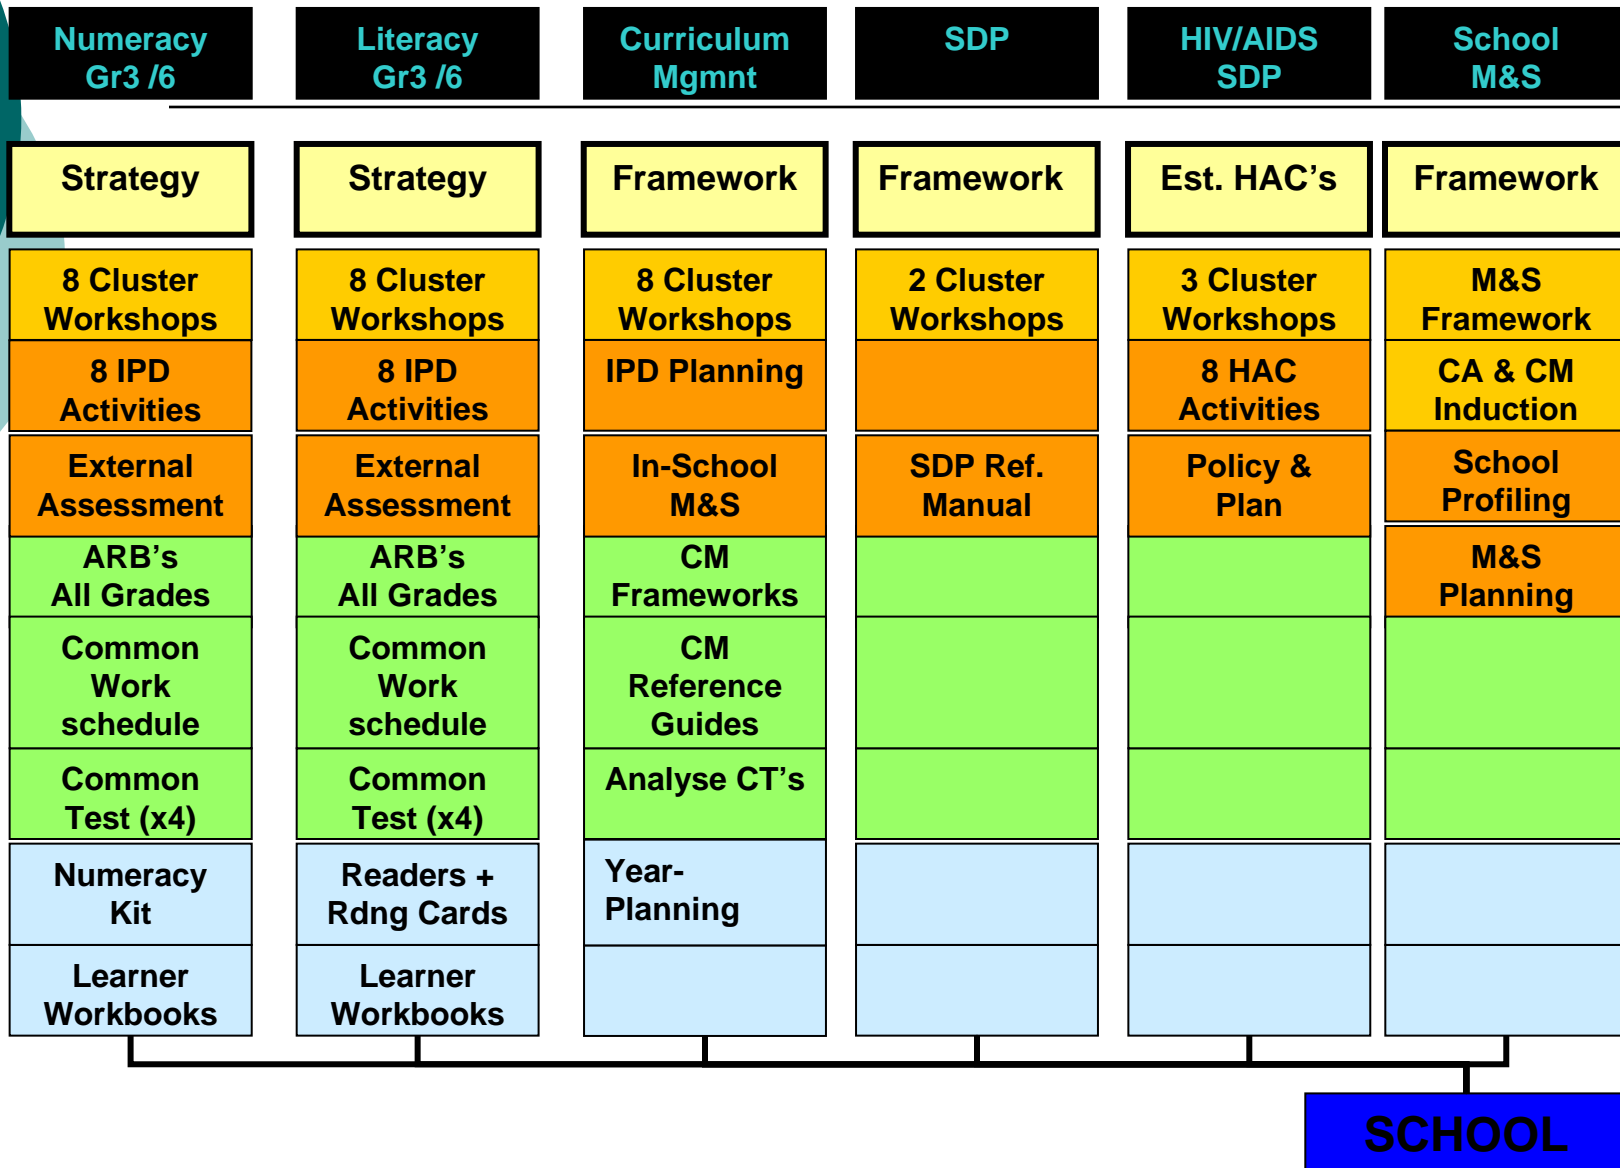 Numeracy
Gr3 /6
Literacy
Gr3 /6
Curriculum
Mgmnt
SDP
HIV/AIDS
SDP
School
M&S
Strategy
Strategy
Framework
Framework
Est. HAC’s
Framework
8 Cluster
Workshops
8 Cluster
Workshops
8 Cluster
Workshops
2 Cluster
Workshops
3 Cluster
Workshops
M&S
Framework
8 IPD
Activities
8 IPD
Activities
IPD Planning
8 HAC
Activities
CA & CM
Induction
External
Assessment
External
Assessment
In-School
M&S
SDP Ref.
Manual
Policy &
Plan
School
Profiling
ARB’s
All Grades
ARB’s
All Grades
CM
Frameworks
M&S
Planning
Common
Work
schedule
Common
Work
schedule
CM
Reference
Guides
Common
Test (x4)
Common
Test (x4)
Analyse CT’s
Numeracy
Kit
Readers +
Rdng Cards
Year-
Planning
Learner
Workbooks
Learner
Workbooks
SCHOOL